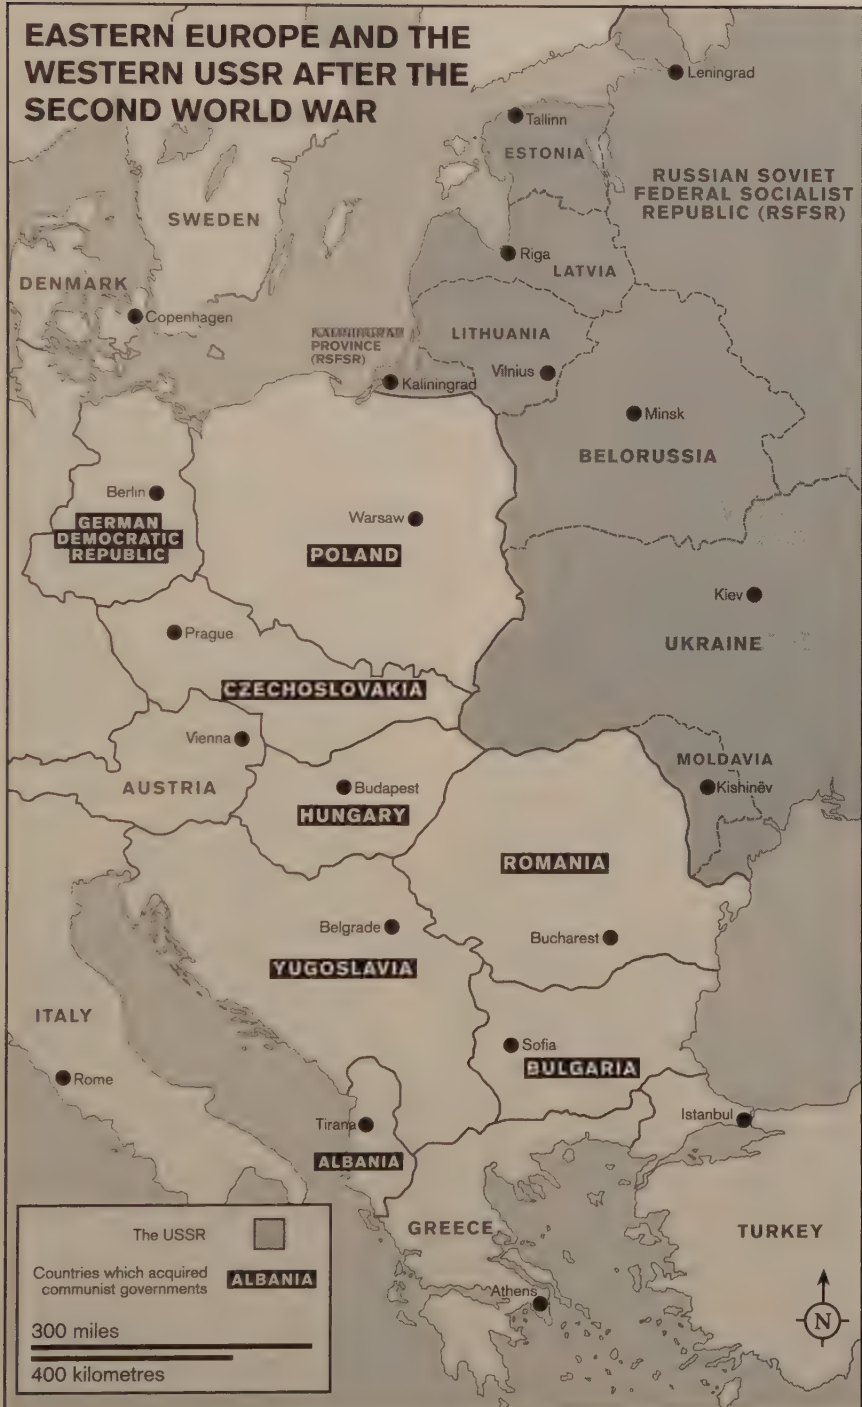 EASTERN EUROPE AND THE
WESTERN USSR AFTER THE
SECOND WORLD WAR
Leningrad
Tallinn
ESTONIA
RUSSIAN SOVIET
FEDERAL SOCIALIST
REPUBLIC (RSFSR)
SWEDEN
Riga
LATVIA
DENMARK
Copenhagen
KALININGRAD
PROVINCE
(RSFSR)
LITHUANIA
Vilnius
Kaliningrad
Minsk
BELORUSSIA
Berlin
GERMAN
DEMOCRATIC
REPUBLIC
Warsaw
POLAND
Kiev
UKRAINE
Prague
CZECHOSLOVAKIA
Vienna
AUSTRIA
Budapest
HUNGARY
MOLDAVIA
Kishinëv
ROMANIA
Belgrade
Bucharest
YUGOSLAVIA
ITALY
Rome
Sofia
BULGARIA
Tirana
ALBANIA
Istanbul
GREECE
TURKEY
Athens
The USSR
Countries which acquired
communist governments
ALBANIA
300 miles
400 kilometres
N